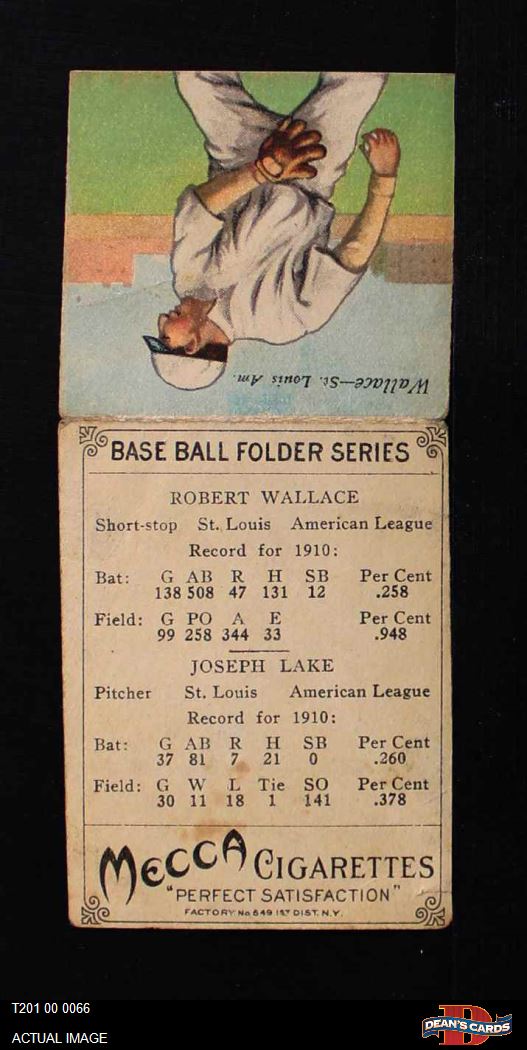 Wallace—St. Louis Am.
BASE BALL FOLDER SERIES
ROBERT WALLACE
Short-stop St. Louis American League
Record for 1910:
Bat: G AB R H SB Per Cent
138 508 47 131 12 .258
Field: G PO A E Per Cent
99 258 344 33 .948
JOSEPH LAKE
Pitcher St. Louis American League
Record for 1910:
Bat: G AB R H SB Per Cent
37 81 7 21 0 .260
Field: G W L Tie SO Per Cent
30 11 18 1 141 .378
MECCA CIGARETTES
"PERFECT SATISFACTION"
FACTORY No 649 1ST DIST. N.Y.
T201 00 0066
ACTUAL IMAGE
D
DEAN'S CARDS